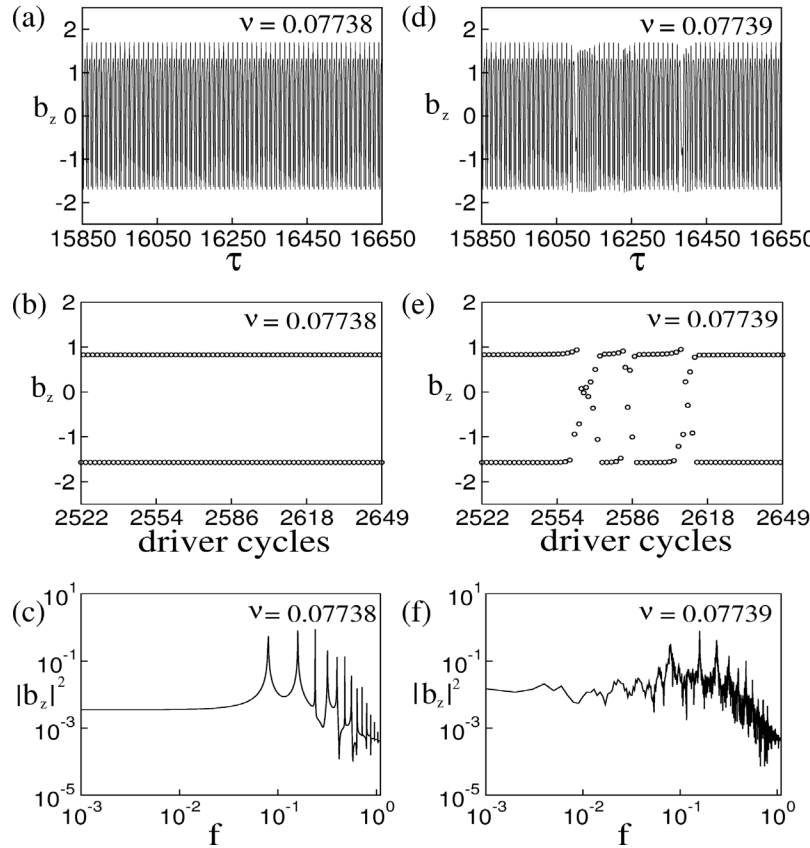 (a)
ν = 0.07738
2
1
b_z 0
-1
-2
15850 16050 16250 16450 16650
τ
(d)
ν = 0.07739
2
1
b_z 0
-1
-2
15850 16050 16250 16450 16650
τ
(b)
2
ν = 0.07738
1
b_z 0
-1
-2
2522 2554 2586 2618 2649
driver cycles
(e)
2
ν = 0.07739
1
b_z 0
-1
-2
2522 2554 2586 2618 2649
driver cycles
(c)
10^1
ν = 0.07738
10^-1
|b_z|^2
10^-3
10^-5
10^-3 10^-2 10^-1 10^0
f
(f)
10^1
ν = 0.07739
10^-1
|b_z|^2
10^-3
10^-5
10^-3 10^-2 10^-1 10^0
f